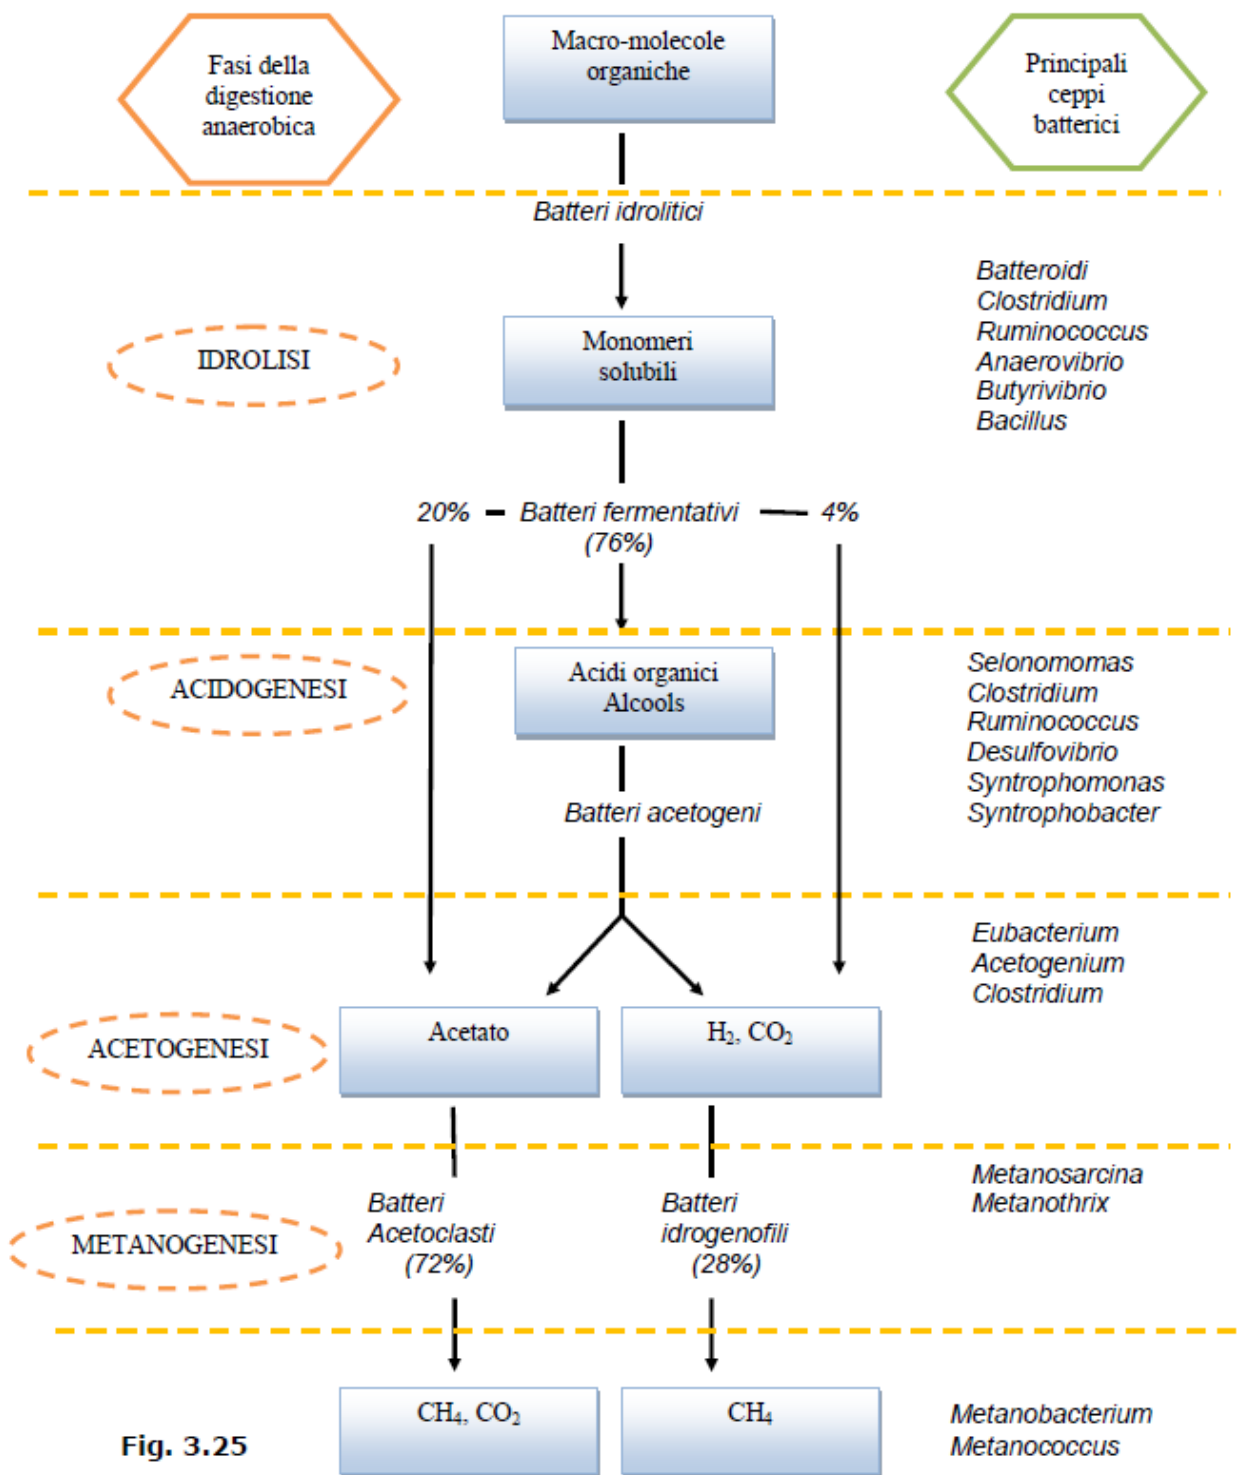 Fasi della
digestione
anaerobica
Macro-molecole
organiche
Principali
ceppi
batterici
Batteri idrolitici
Batteroidi
Clostridium
Ruminococcus
Anaerovibrio
Butyrivibrio
Bacillus
IDROLISI
Monomeri
solubili
20%
Batteri fermentativi
(76%)
4%
ACIDOGENESI
Acidi organici
Alcools
Selonomomas
Clostridium
Ruminococcus
Desulfovibrio
Syntrophomonas
Syntrophobacter
Batteri acetogeni
Eubacterium
Acetogenium
Clostridium
ACETOGENESI
Acetato
H₂, CO₂
Metanosarcina
Metanothrix
METANOGENESI
Batteri
Acetoclasti
(72%)
Batteri
idrogenofili
(28%)
CH₄, CO₂
CH₄
Metanobacterium
Metanococcus
Fig. 3.25